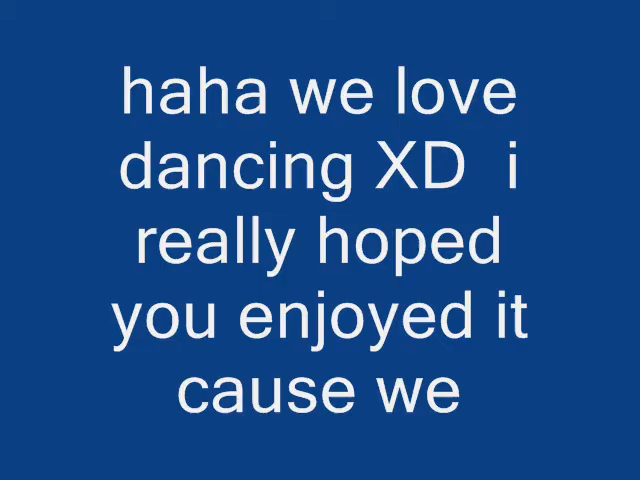 haha we love
dancing XD  i
really hoped
you enjoyed it
cause we